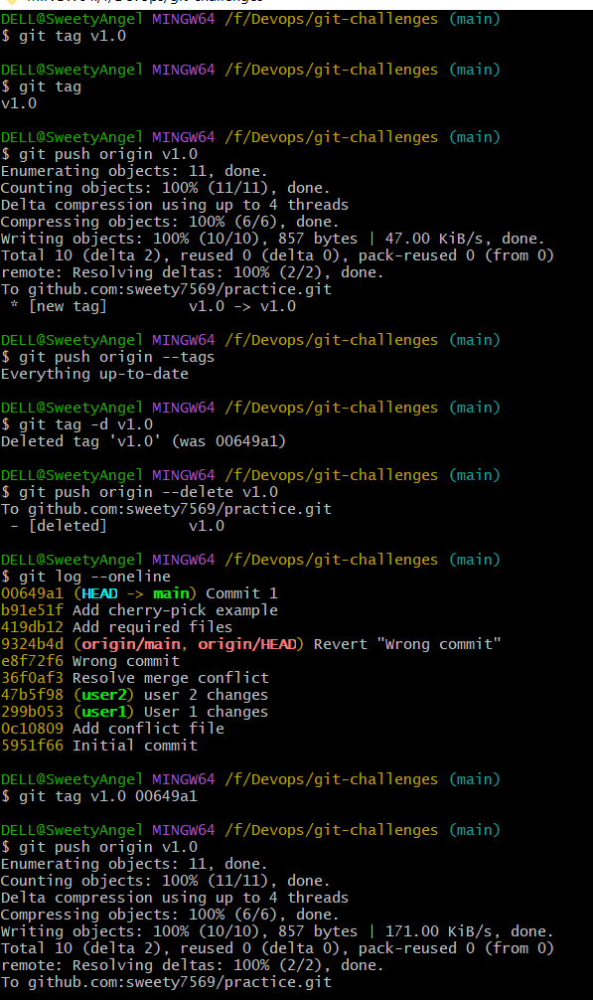 DELL@SweetyAngel MINGW64 /f/Devops/git-challenges (main)
$ git tag v1.0
DELL@SweetyAngel MINGW64 /f/Devops/git-challenges (main)
$ git tag
v1.0
DELL@SweetyAngel MINGW64 /f/Devops/git-challenges (main)
$ git push origin v1.0
Enumerating objects: 11, done.
Counting objects: 100% (11/11), done.
Delta compression using up to 4 threads
Compressing objects: 100% (6/6), done.
Writing objects: 100% (10/10), 857 bytes | 47.00 KiB/s, done.
Total 10 (delta 2), reused 0 (delta 0), pack-reused 0 (from 0)
remote: Resolving deltas: 100% (2/2), done.
To github.com:sweety7569/practice.git
 * [new tag]         v1.0 -> v1.0
DELL@SweetyAngel MINGW64 /f/Devops/git-challenges (main)
$ git push origin --tags
Everything up-to-date
DELL@SweetyAngel MINGW64 /f/Devops/git-challenges (main)
$ git tag -d v1.0
Deleted tag 'v1.0' (was 00649a1)
DELL@SweetyAngel MINGW64 /f/Devops/git-challenges (main)
$ git push origin --delete v1.0
To github.com:sweety7569/practice.git
 - [deleted]         v1.0
DELL@SweetyAngel MINGW64 /f/Devops/git-challenges (main)
$ git log --oneline
00649a1 (HEAD -> main) Commit 1
b91e51f Add cherry-pick example
419db12 Add required files
9324b4d (origin/main, origin/HEAD) Revert "Wrong commit"
e8f72f6 Wrong commit
36f0af3 Resolve merge conflict
47b5f98 (user2) user 2 changes
299b053 (user1) User 1 changes
0c10809 Add conflict file
5951f66 Initial commit
DELL@SweetyAngel MINGW64 /f/Devops/git-challenges (main)
$ git tag v1.0 00649a1
DELL@SweetyAngel MINGW64 /f/Devops/git-challenges (main)
$ git push origin v1.0
Enumerating objects: 11, done.
Counting objects: 100% (11/11), done.
Delta compression using up to 4 threads
Compressing objects: 100% (6/6), done.
Writing objects: 100% (10/10), 857 bytes | 171.00 KiB/s, done.
Total 10 (delta 2), reused 0 (delta 0), pack-reused 0 (from 0)
remote: Resolving deltas: 100% (2/2), done.
To github.com:sweety7569/practice.git